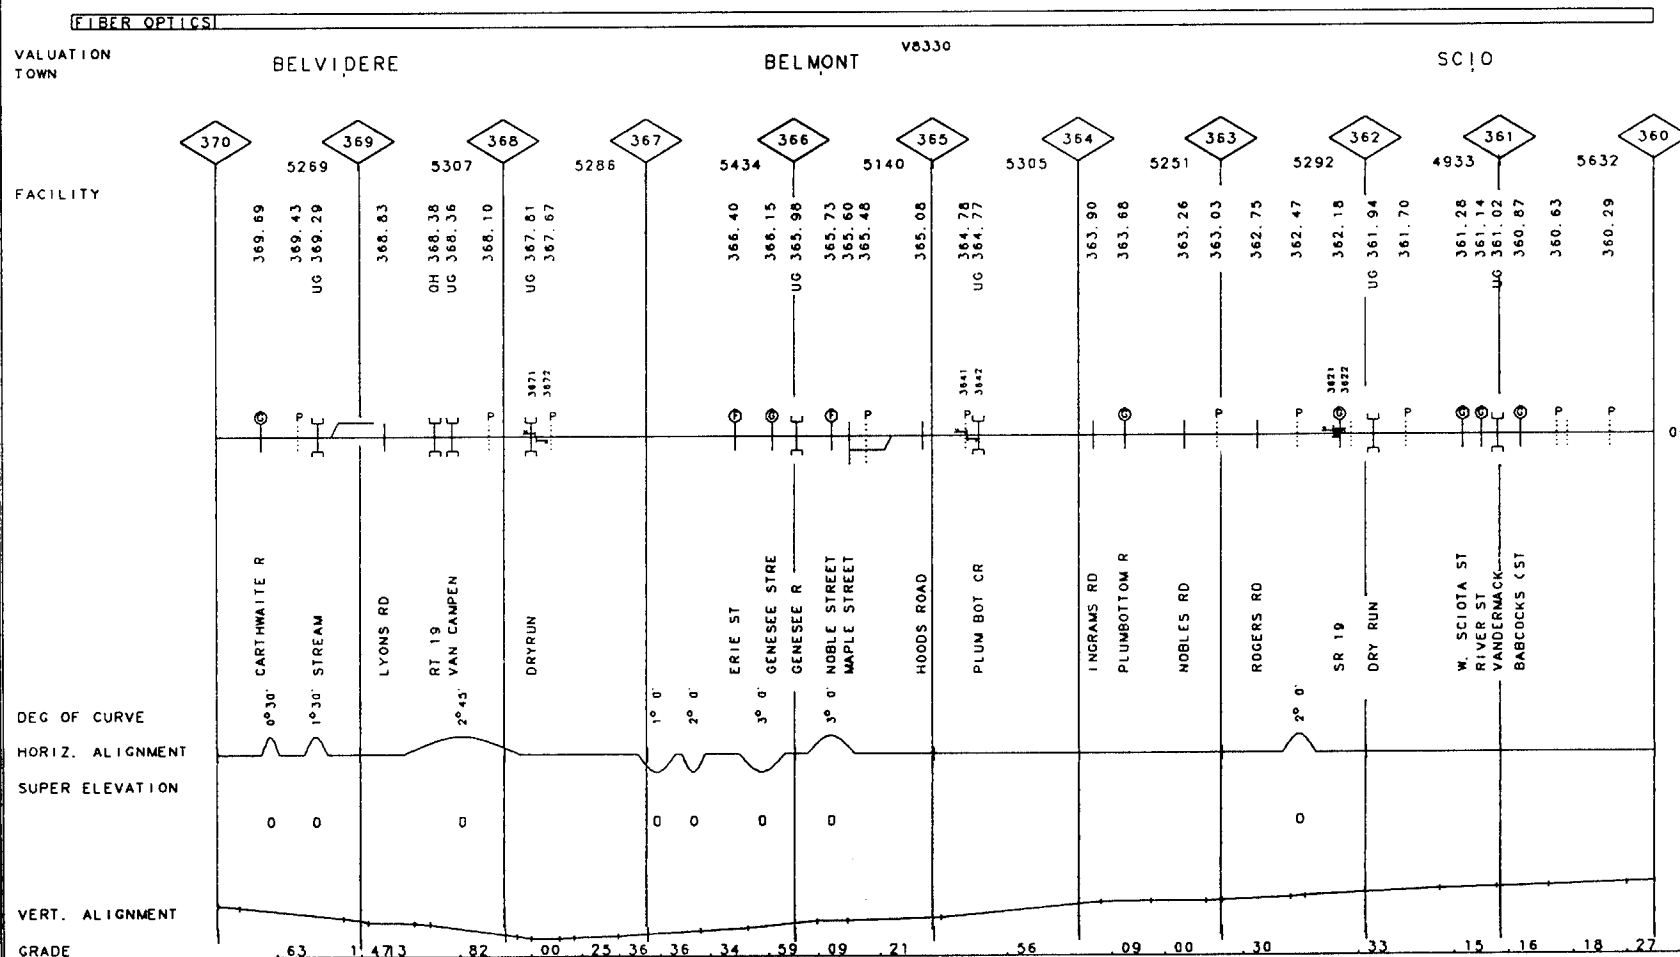 FIBER OPTICS
VALUATION
V8330
TOWN
BELVIDERE
BELMONT
SCIO
370
369
368
367
366
365
364
363
362
361
360
5269
5307
5286
5434
5140
5305
5251
5292
4933
5632
FACILITY
369.69
369.43
UG 369.29
368.83
OH 368.38
UG 368.36
368.10
UG 367.81
367.67
366.40
366.15
UG 365.98
365.73
365.60
365.48
365.08
364.78
UG 364.77
363.90
363.68
363.26
363.03
362.75
362.47
362.18
UG 361.94
361.70
361.28
361.14
UG 361.02
360.87
360.63
360.29
3671
3672
3641
3642
3621
3622
G
P
P
P
F
G
F
P
P
G
P
P
G
P
G
G
G
P
P
0
CARTHWAITE R
STREAM
LYONS RD
RT 19
VAN CAMPEN
DRYRUN
ERIE ST
GENESEE STRE
GENESEE R
NOBLE STREET
MAPLE STREET
HOODS ROAD
PLUM BOT CR
INGRAMS RD
PLUMBOTTOM R
NOBLES RD
ROGERS RD
SR 19
DRY RUN
W. SCIOTA ST
RIVER ST
VANDERNACK
BABCOCKS (ST
DEG OF CURVE
0°30'
1°30'
2°45'
1° 0'
2° 0'
3° 0'
3° 0'
2° 0'
HORIZ. ALIGNMENT
SUPER ELEVATION
0
0
0
0
0
0
0
0
VERT. ALIGNMENT
GRADE
.63
1.47
.13
.82
.00
.25
.36
.36
.34
.59
.09
.21
.56
.09
.00
.30
.33
.15
.16
.18
.27